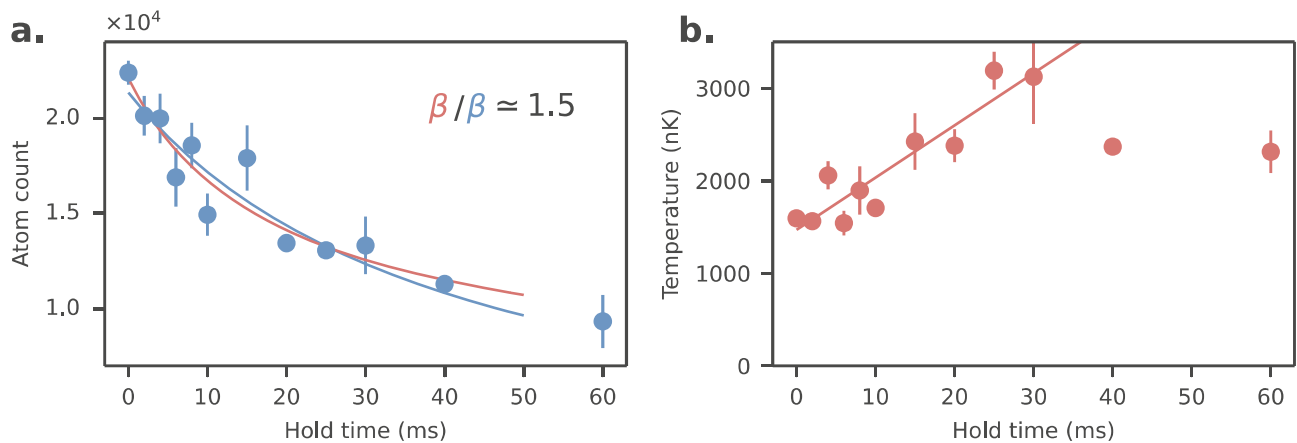 a.
×10⁴
Atom count
2.0
1.5
1.0
β/β ≃ 1.5
0 10 20 30 40 50 60
Hold time (ms)
b.
Temperature (nK)
3000
2000
1000
0
0 10 20 30 40 50 60
Hold time (ms)